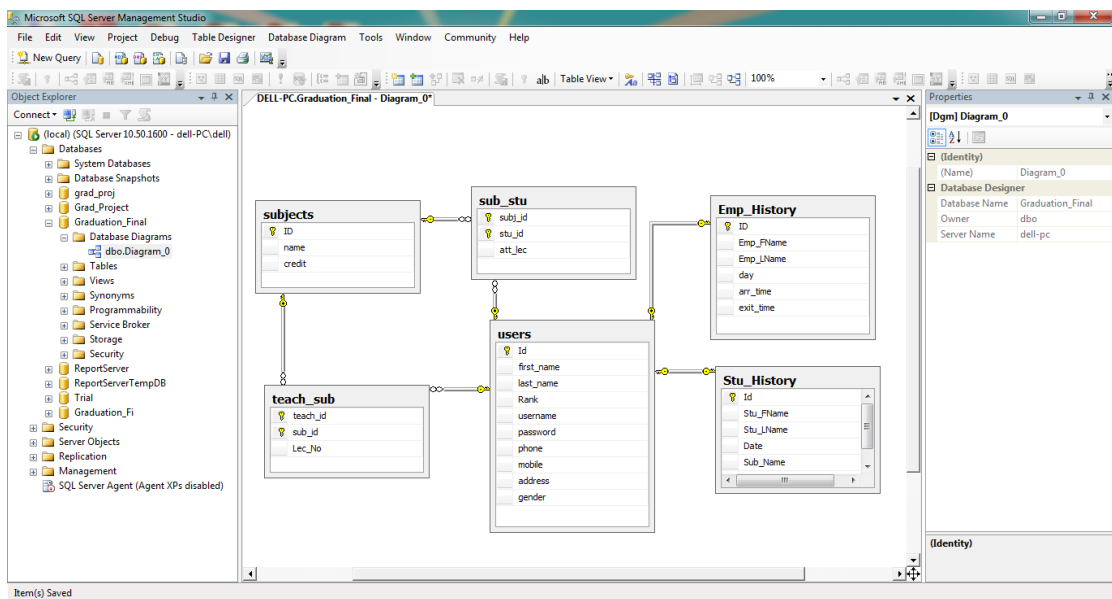 Microsoft SQL Server Management Studio
File Edit View Project Debug Table Designer Database Diagram Tools Window Community Help
New Query
Table View 100%
Object Explorer
Connect
(local) (SQL Server 10.50.1600 - dell-PC\dell)
Databases
System Databases
Database Snapshots
grad_proj
Grad_Project
Graduation_Final
Database Diagrams
dbo.Diagram_0
Tables
Views
Synonyms
Programmability
Service Broker
Storage
Security
ReportServer
ReportServerTempDB
Trial
Graduation_Fi
Security
Server Objects
Replication
Management
SQL Server Agent (Agent XPs disabled)
DELL-PC.Graduation_Final - Diagram_0*
subjects
ID
name
credit
sub_stu
subj_id
stu_id
att_lec
Emp_History
ID
Emp_FName
Emp_LName
day
arr_time
exit_time
teach_sub
teach_id
sub_id
Lec_No
users
Id
first_name
last_name
Rank
username
password
phone
mobile
address
gender
Stu_History
Id
Stu_FName
Stu_LName
Date
Sub_Name
Properties
[Dgm] Diagram_0
(Identity)
(Name) Diagram_0
Database Designer
Database Name Graduation_Final
Owner dbo
Server Name dell-pc
(Identity)
Item(s) Saved